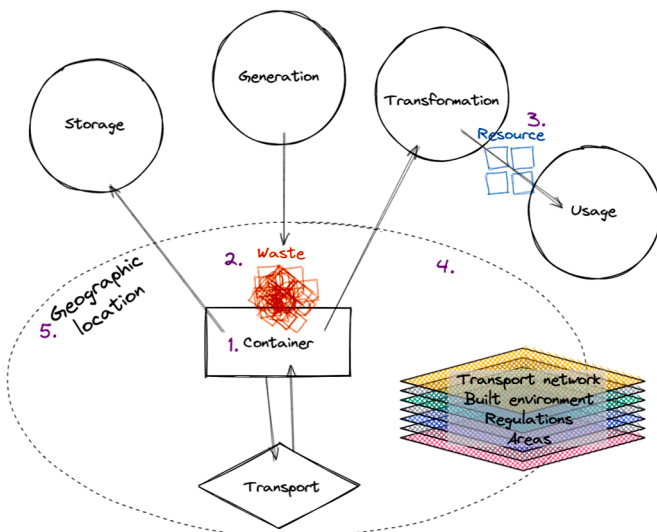 Generation
Transformation
Storage
3.
Resource
Usage
2.
Waste
4.
Geographic
location
5.
1.
Container
Transport network
Built environment
Regulations
Areas
Transport